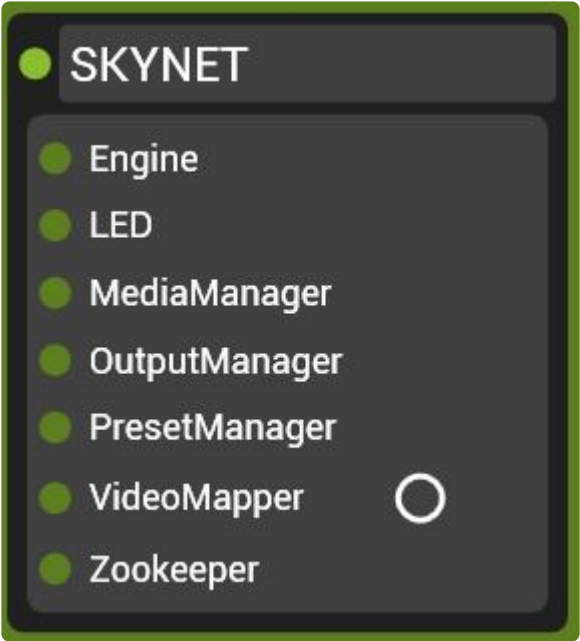 SKYNET
Engine
LED
MediaManager
OutputManager
PresetManager
VideoMapper
Zookeeper